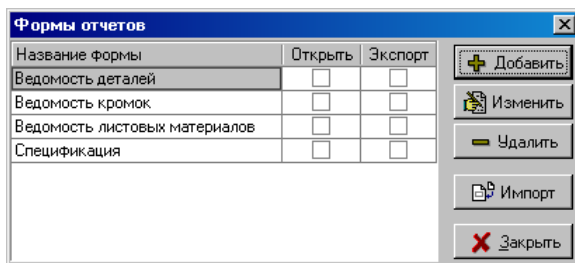 Формы отчетов
Название формы Открыть Экспорт
Ведомость деталей
Ведомость кромок
Ведомость листовых материалов
Спецификация
Добавить
Изменить
Удалить
Импорт
Закрыть